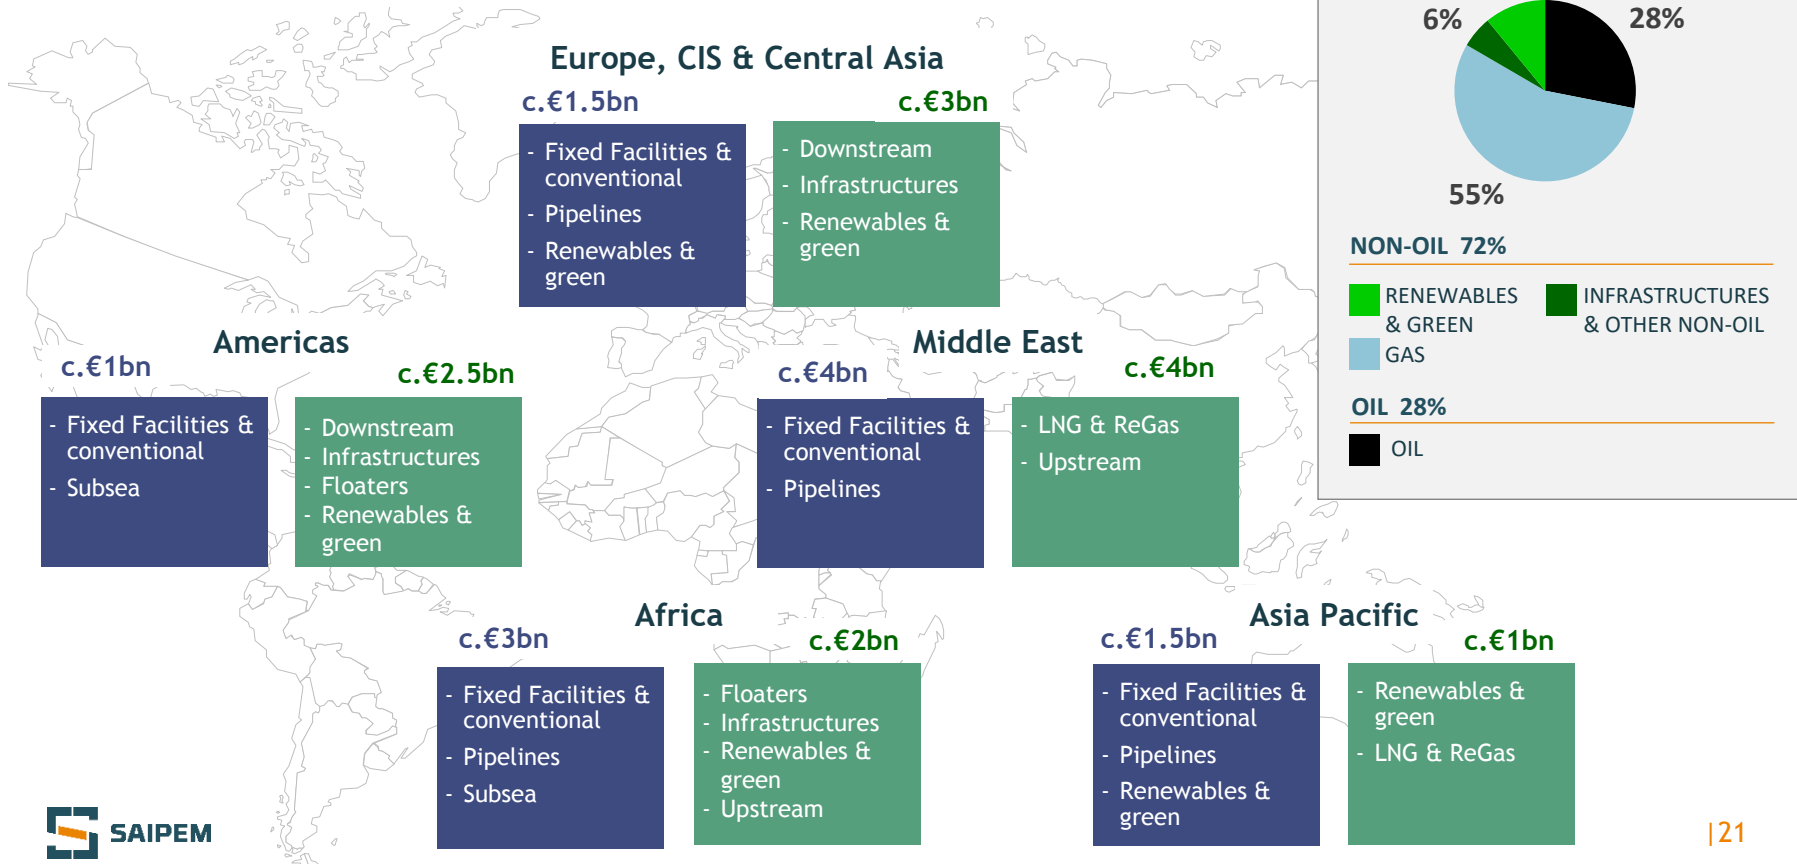 Europe, CIS & Central Asia
c.€1.5bn
c.€3bn
- Fixed Facilities &
conventional
- Pipelines
- Renewables &
green
- Downstream
- Infrastructures
- Renewables &
green
Americas
c.€1bn
c.€2.5bn
- Fixed Facilities &
conventional
- Subsea
- Downstream
- Infrastructures
- Floaters
- Renewables &
green
Middle East
c.€4bn
c.€4bn
- Fixed Facilities &
conventional
- Pipelines
- LNG & ReGas
- Upstream
Africa
c.€3bn
c.€2bn
- Fixed Facilities &
conventional
- Pipelines
- Subsea
- Floaters
- Infrastructures
- Renewables &
green
- Upstream
Asia Pacific
c.€1.5bn
c.€1bn
- Fixed Facilities &
conventional
- Pipelines
- Renewables &
green
- Renewables &
green
- LNG & ReGas
6%
28%
55%
NON-OIL 72%
RENEWABLES
& GREEN
INFRASTRUCTURES
& OTHER NON-OIL
GAS
OIL 28%
OIL
SAIPEM
|21